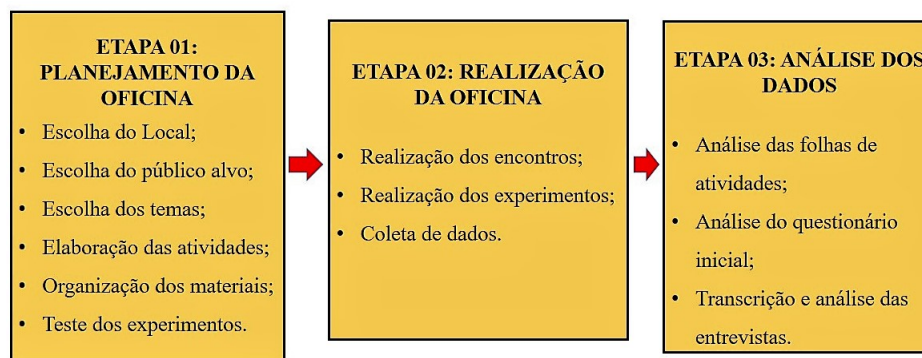 ETAPA 01:
PLANEJAMENTO DA
OFICINA
• Escolha do Local;
• Escolha do público alvo;
• Escolha dos temas;
• Elaboração das atividades;
• Organização dos materiais;
• Teste dos experimentos.
ETAPA 02: REALIZAÇÃO
DA OFICINA
• Realização dos encontros;
• Realização dos experimentos;
• Coleta de dados.
ETAPA 03: ANÁLISE DOS
DADOS
• Análise das folhas de
atividades;
• Análise do questionário
inicial;
• Transcrição e análise das
entrevistas.